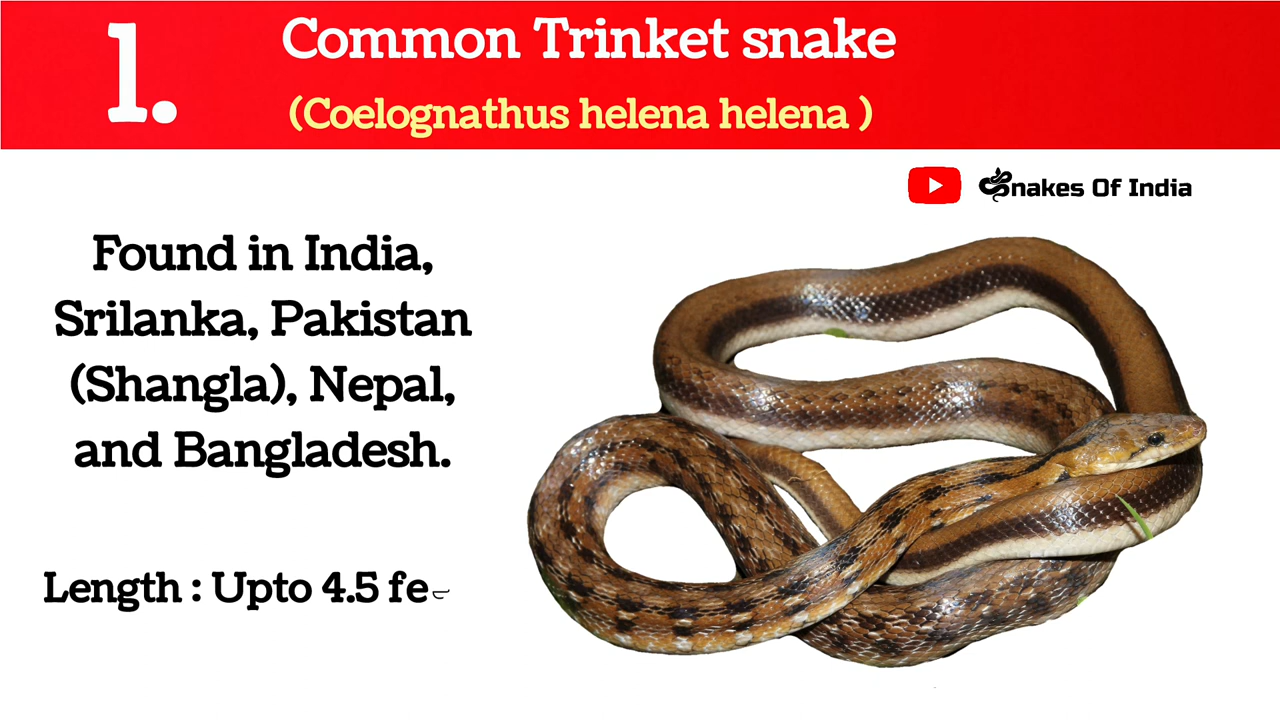 1.
Common Trinket snake
(Coelognathus helena helena )
Snakes Of India
Found in India,
Srilanka, Pakistan
(Shangla), Nepal,
and Bangladesh.
Length : Upto 4.5 fe